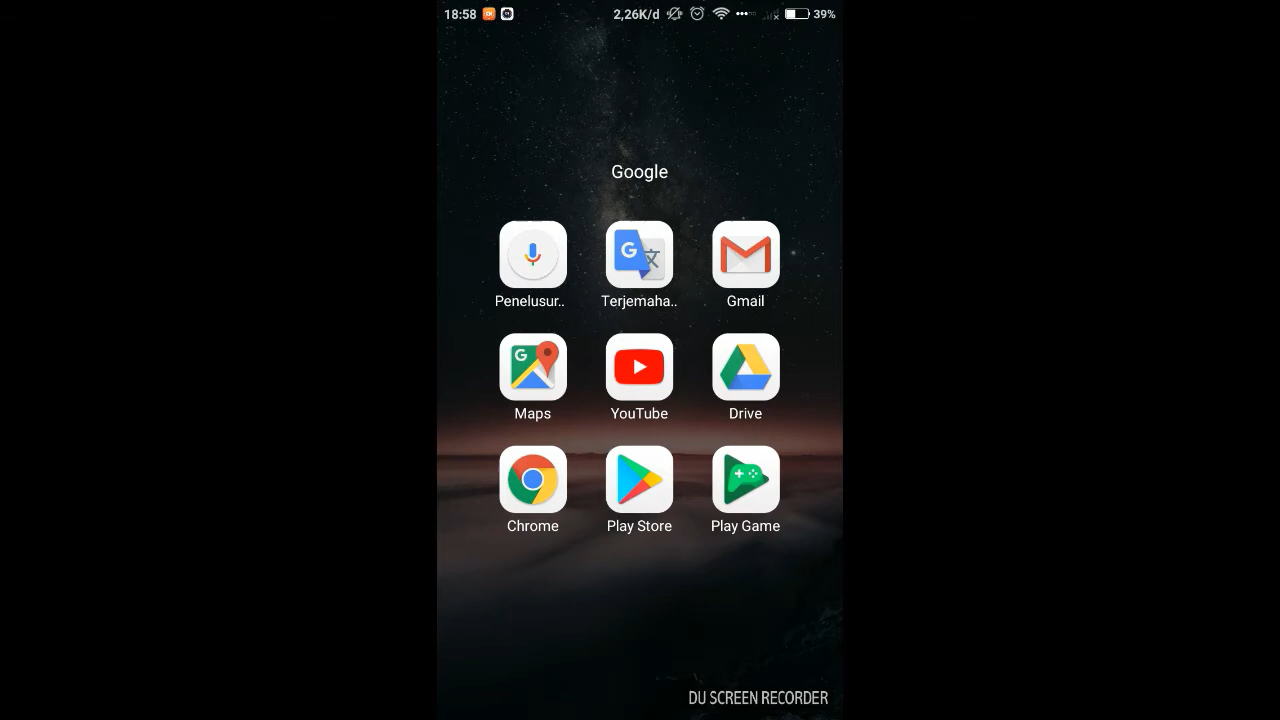 18:58 2,26K/d 39%
Google
Penelusur.. Terjemaha.. Gmail
Maps YouTube Drive
Chrome Play Store Play Game
DU SCREEN RECORDER